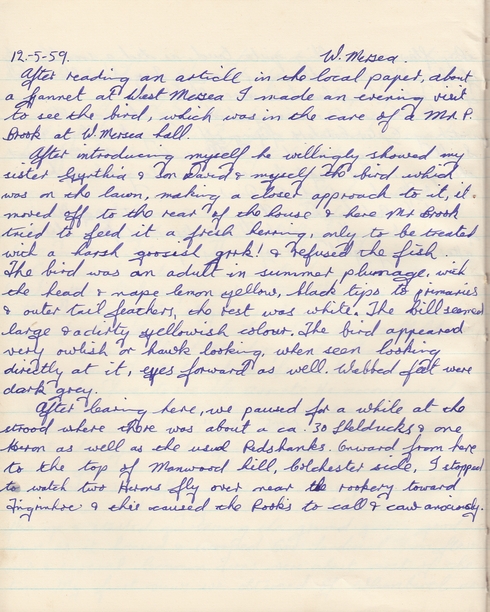 12.-5-59. W. Mersea.
After reading an article in the local paper, about
a Gannet at West Mersea I made an evening visit
to see the bird, which was in the care of a Mr. P.
Brook at W. Mersea hall.
After introducing myself he willingly showed my
sister Cynthia & son David & myself the bird which
was on the lawn, making a closer approach to it, it
moved off to the rear of the house & here Mr Brook
tried to feed it a fresh herring, only to be treated
with a harsh grosish grrk! & refused the fish.
The bird was an adult in summer plumage, with
the head & nape lemon yellow, black tips to primaries
& outer tail feathers, the rest was white. The bill seemed
large & a dirty yellowish colour. The bird appeared
very owlish or hawk looking, when seen looking
directly at it, eyes forward as well. Webbed feet were
dark grey.
After leaving here, we paused for a while at the
strood where there was about a ca. 30 Shelducks & one
Heron as well as the usual Redshanks. Onward from here
to the top of Manwood hill, Colchester side, I stopped
to watch two Herons fly over near the rookery toward
& this caused the Rooks to call & caw anxiously.